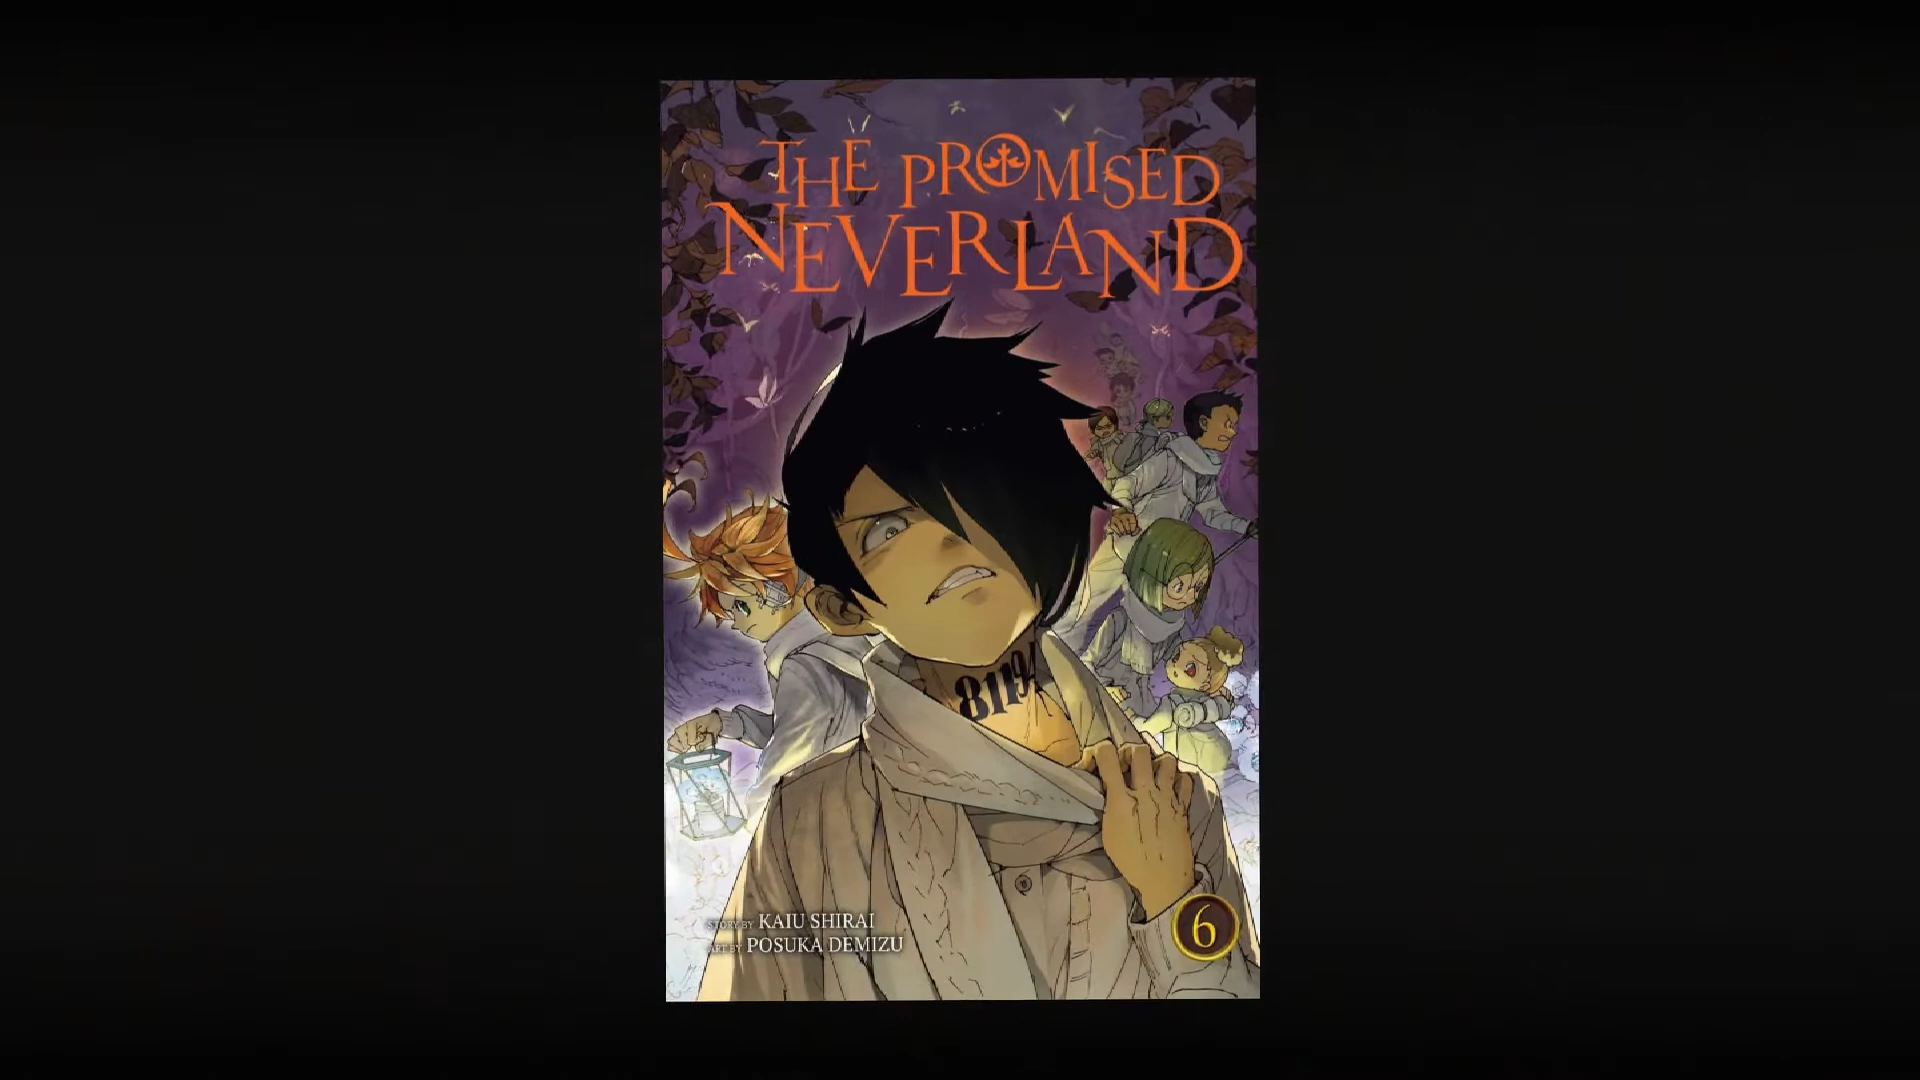 THE PROMISED
NEVERLAND
81194
STORY BY KAIU SHIRAI
ART BY POSUKA DEMIZU
6